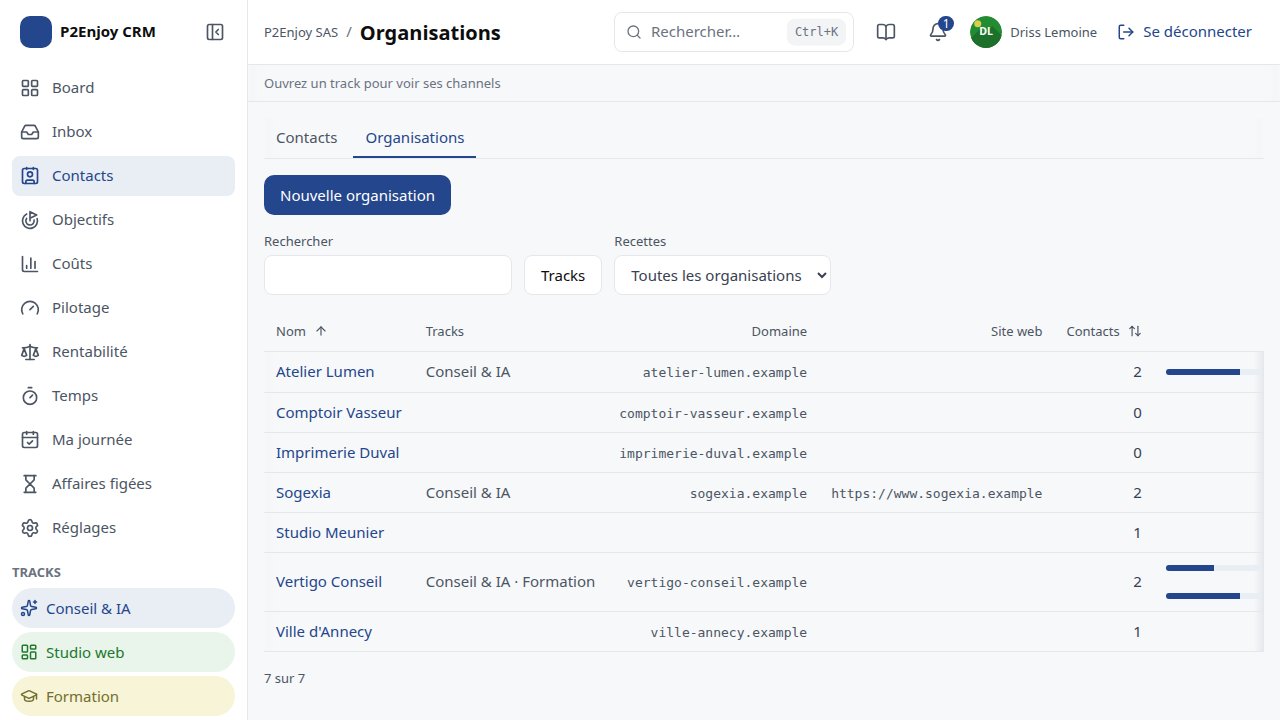 P2Enjoy CRM
Board
Inbox
Contacts
Objectifs
Coûts
Pilotage
Rentabilité
Temps
Ma journée
Affaires figées
Réglages
TRACKS
Conseil & IA
Studio web
Formation
P2Enjoy SAS / Organisations
Rechercher... Ctrl+K
1
DL Driss Lemoine
Se déconnecter
Ouvrez un track pour voir ses channels
Contacts Organisations
Nouvelle organisation
Rechercher Recettes
Tracks Toutes les organisations
Nom Tracks Domaine Site web Contacts
Atelier Lumen Conseil & IA atelier-lumen.example 2
Comptoir Vasseur comptoir-vasseur.example 0
Imprimerie Duval imprimerie-duval.example 0
Sogexia Conseil & IA sogexia.example https://www.sogexia.example 2
Studio Meunier 1
Vertigo Conseil Conseil & IA · Formation vertigo-conseil.example 2
Ville d'Annecy ville-annecy.example 1
7 sur 7